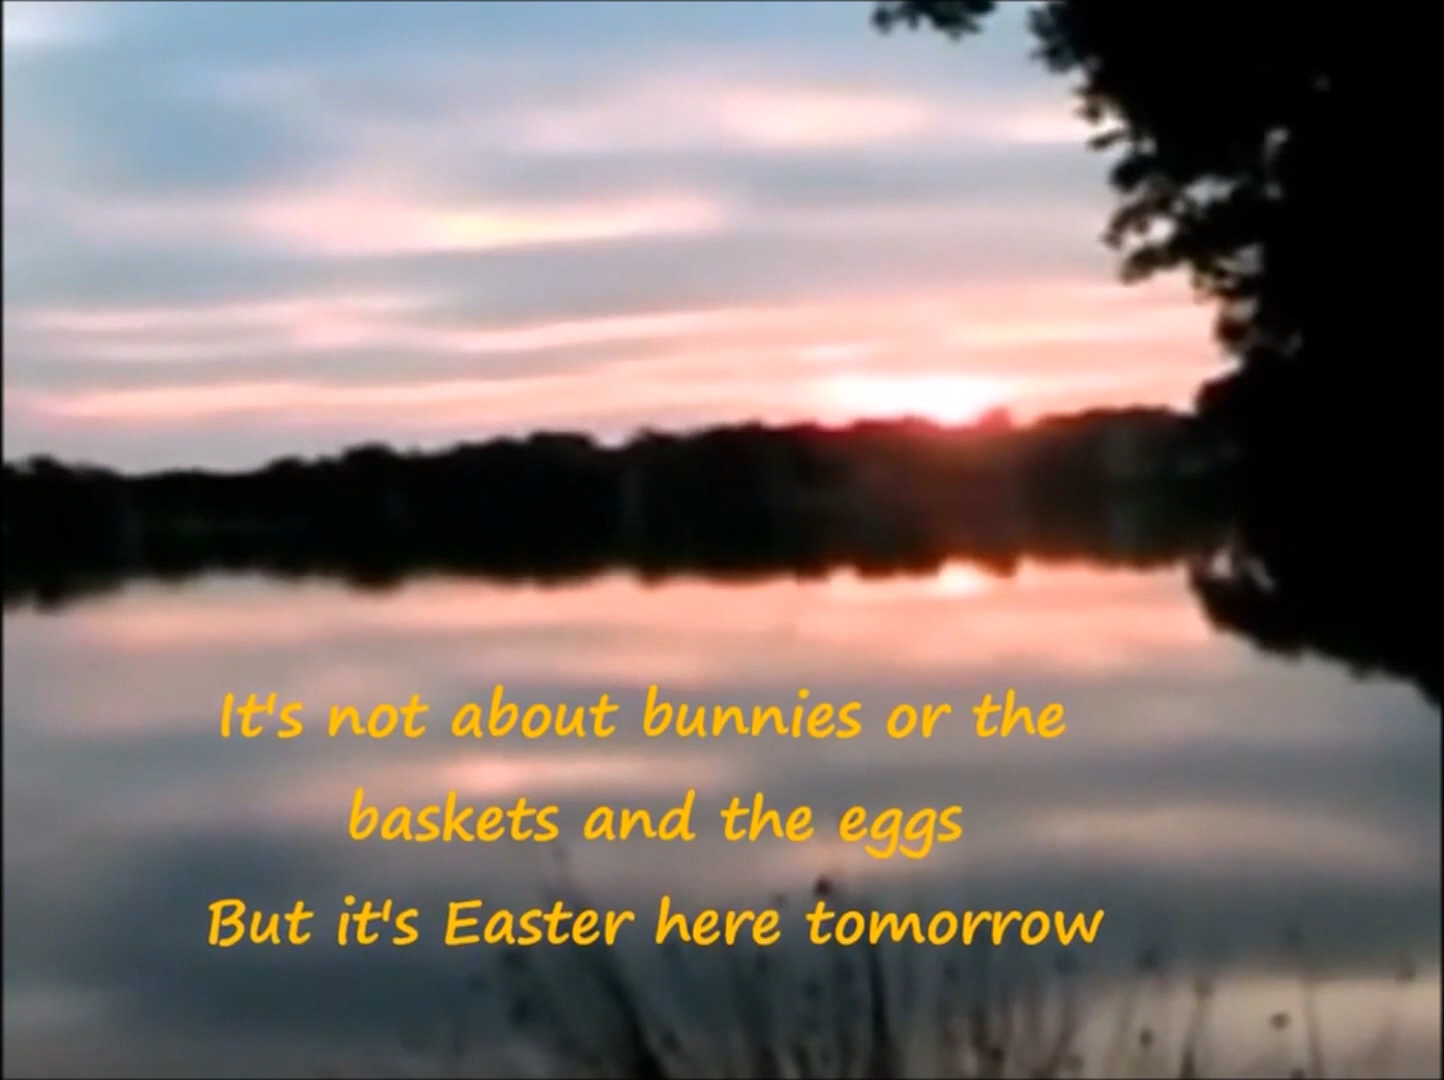 It's not about bunnies or the
baskets and the eggs
But it's Easter here tomorrow